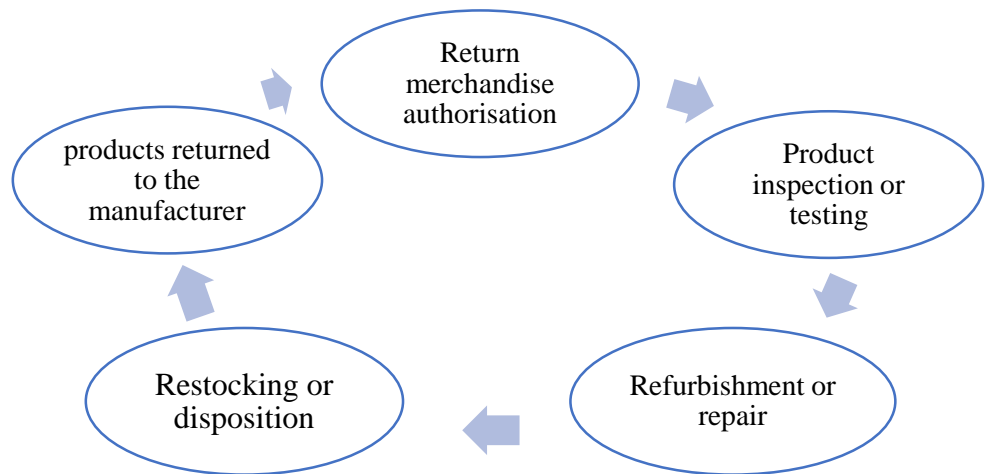 Return
merchandise
authorisation
Product
inspection or
testing
Refurbishment or
repair
Restocking or
disposition
products returned
to the
manufacturer